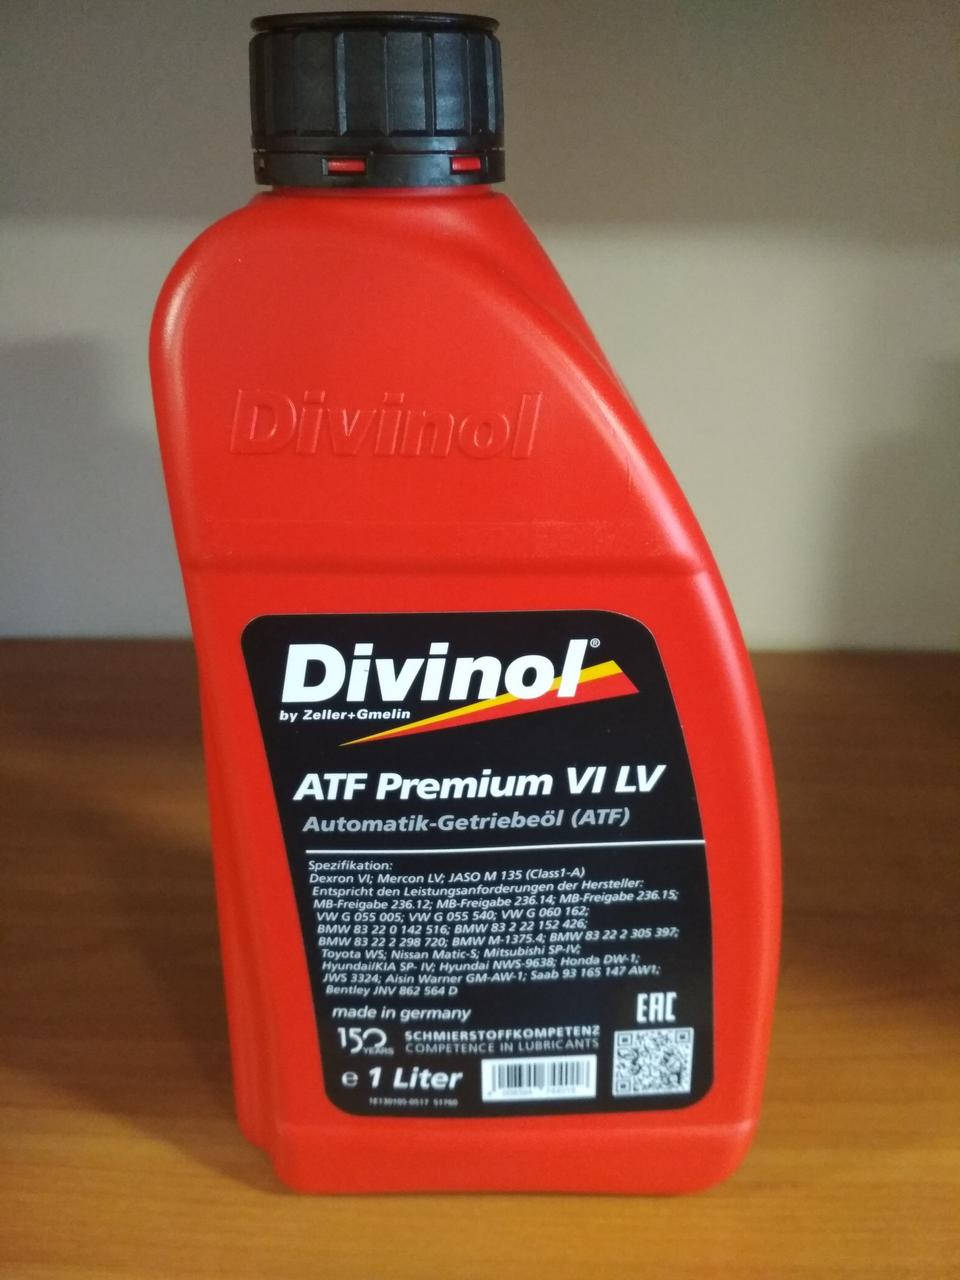 Divinol
Divinol®
by Zeller+Gmelin
ATF Premium VI LV
Automatik-Getriebeöl (ATF)
Spezifikation:
Dexron VI; Mercon LV; JASO M 135 (Class1-A)
Entspricht den Leistungsanforderungen der Hersteller:
MB-Freigabe 236.12; MB-Freigabe 236.14; MB-Freigabe 236.15;
VW G 055 005; VW G 055 540; VW G 060 162;
BMW 83 22 0 142 516; BMW 83 2 22 152 426;
BMW 83 22 2 298 720; BMW M-1375.4; BMW 83 22 2 305 397;
Toyota WS; Nissan Matic-S; Mitsubishi SP-IV;
Hyundai/KIA SP- IV; Hyundai NWS-9638; Honda DW-1;
JWS 3324; Aisin Warner GM-AW-1; Saab 93 165 147 AW1;
Bentley JNV 862 564 D
made in germany
EAC
150 YEARS
SCHMIERSTOFFKOMPETENZ
COMPETENCE IN LUBRICANTS
e 1 Liter